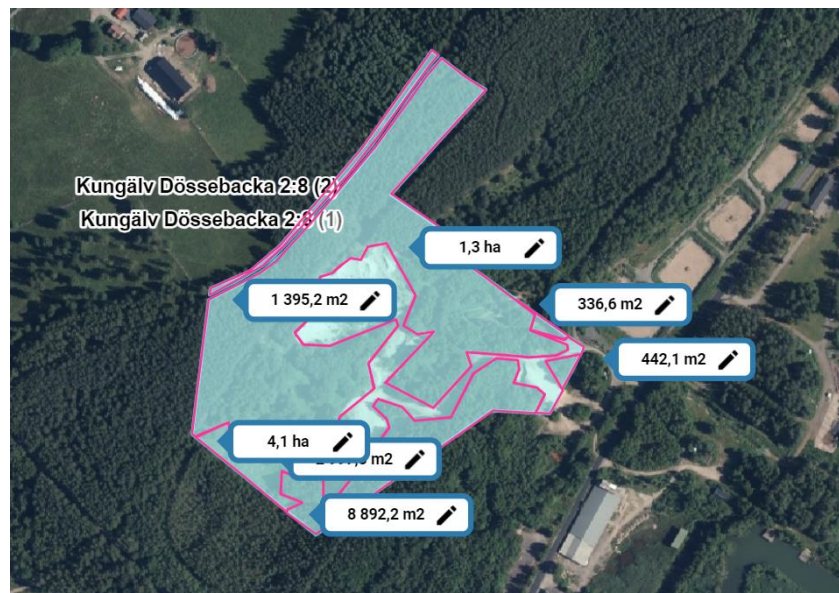 Kungälv Dössebacka 2:8 (2)
Kungälv Dössebacka 2:8 (1)
1,3 ha
1 395,2 m2
336,6 m2
442,1 m2
4,1 ha
m2
8 892,2 m2